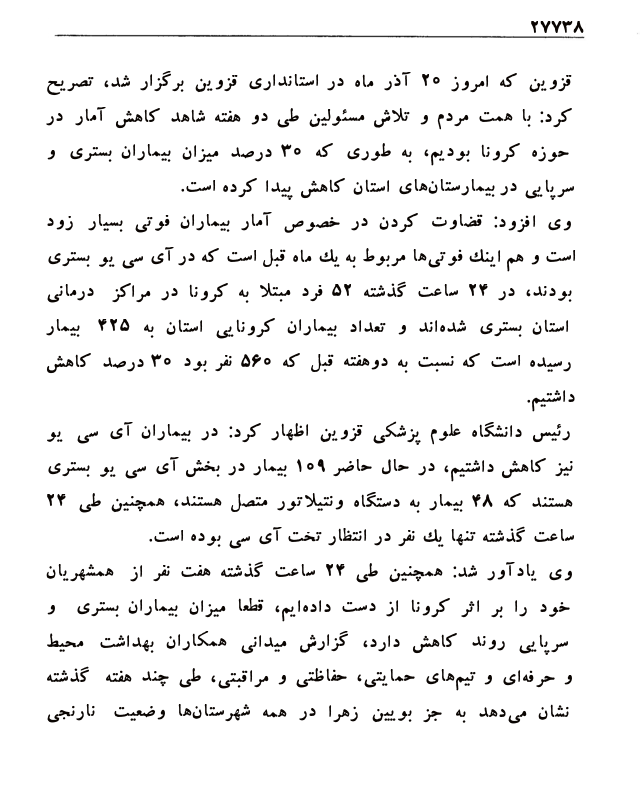 ۲۷۷۳۸
قزوین که امروز ۲۰ آذر ماه در استانداری قزوین برگزار شد، تصریح
کرد: با همت مردم و تلاش مسئولین طی دو هفته شاهد کاهش آمار در
حوزه کرونا بودیم، به طوری که ۳۰ درصد میزان بیماران بستری و
سرپایی در بیمارستان‌های استان کاهش پیدا کرده است.
وی افزود: قضاوت کردن در خصوص آمار بیماران فوتی بسیار زود
است و هم اینك فوتی‌ها مربوط به یك ماه قبل است که در آی سی یو بستری
بودند، در ۲۴ ساعت گذشته ۵۲ فرد مبتلا به کرونا در مراکز درمانی
استان بستری شده‌اند و تعداد بیماران کرونایی استان به ۴۲۵ بیمار
رسیده است که نسبت به دوهفته قبل که ۵۶۰ نفر بود ۳۰ درصد کاهش
داشتیم.
رئیس دانشگاه علوم پزشکی قزوین اظهار کرد: در بیماران آی سی یو
نیز کاهش داشتیم، در حال حاضر ۱۰۹ بیمار در بخش آی سی یو بستری
هستند که ۴۸ بیمار به دستگاه ونتیلاتور متصل هستند، همچنین طی ۲۴
ساعت گذشته تنها یك نفر در انتظار تخت آی سی بوده است.
وی یادآور شد: همچنین طی ۲۴ ساعت گذشته هفت نفر از همشهریان
خود را بر اثر کرونا از دست داده‌ایم، قطعا میزان بیماران بستری و
سرپایی روند کاهش دارد، گزارش میدانی همکاران بهداشت محیط
و حرفه‌ای و تیم‌های حمایتی، حفاظتی و مراقبتی، طی چند هفته گذشته
نشان می‌دهد به جز بویین زهرا در همه شهرستان‌ها وضعیت نارنجی